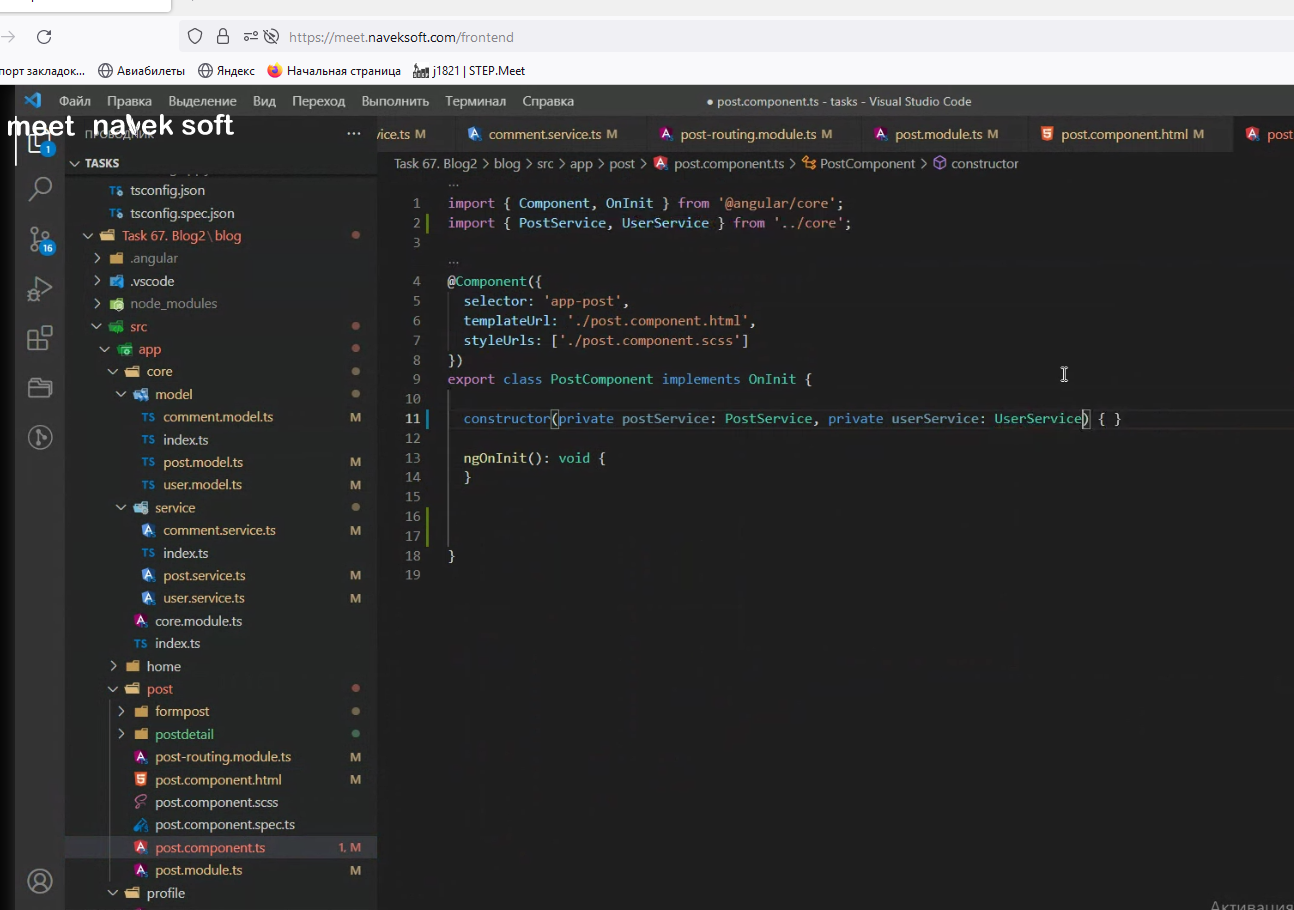 https://meet.naveksoft.com/frontend
порт закладок...
Авиабилеты
Яндекс
Начальная страница
j1821 | STEP.Meet
Файл Правка Выделение Вид Переход Выполнить Терминал Справка
● post.component.ts - tasks - Visual Studio Code
meet navek soft
ПРОВОДНИК
...
ice.ts M
comment.service.ts M
post-routing.module.ts M
post.module.ts M
post.component.html M
post
TASKS
Task 67. Blog2 > blog > src > app > post > post.component.ts > PostComponent > constructor
1
16
tsconfig.json
tsconfig.spec.json
Task 67. Blog2\blog
.angular
.vscode
node_modules
src
app
core
model
comment.model.ts M
index.ts
post.model.ts M
user.model.ts M
service
comment.service.ts M
index.ts
post.service.ts M
user.service.ts M
core.module.ts
index.ts
home
post
formpost
postdetail
post-routing.module.ts M
post.component.html M
post.component.scss
post.component.spec.ts
post.component.ts 1, M
post.module.ts M
profile
...
1 import { Component, OnInit } from '@angular/core';
2 import { PostService, UserService } from '../core';
3
...
4 @Component({
5 selector: 'app-post',
6 templateUrl: './post.component.html',
7 styleUrls: ['./post.component.scss']
8 })
9 export class PostComponent implements OnInit {
10
11 constructor(private postService: PostService, private userService: UserService) { }
12
13 ngOnInit(): void {
14 }
15
16
17
18 }
19